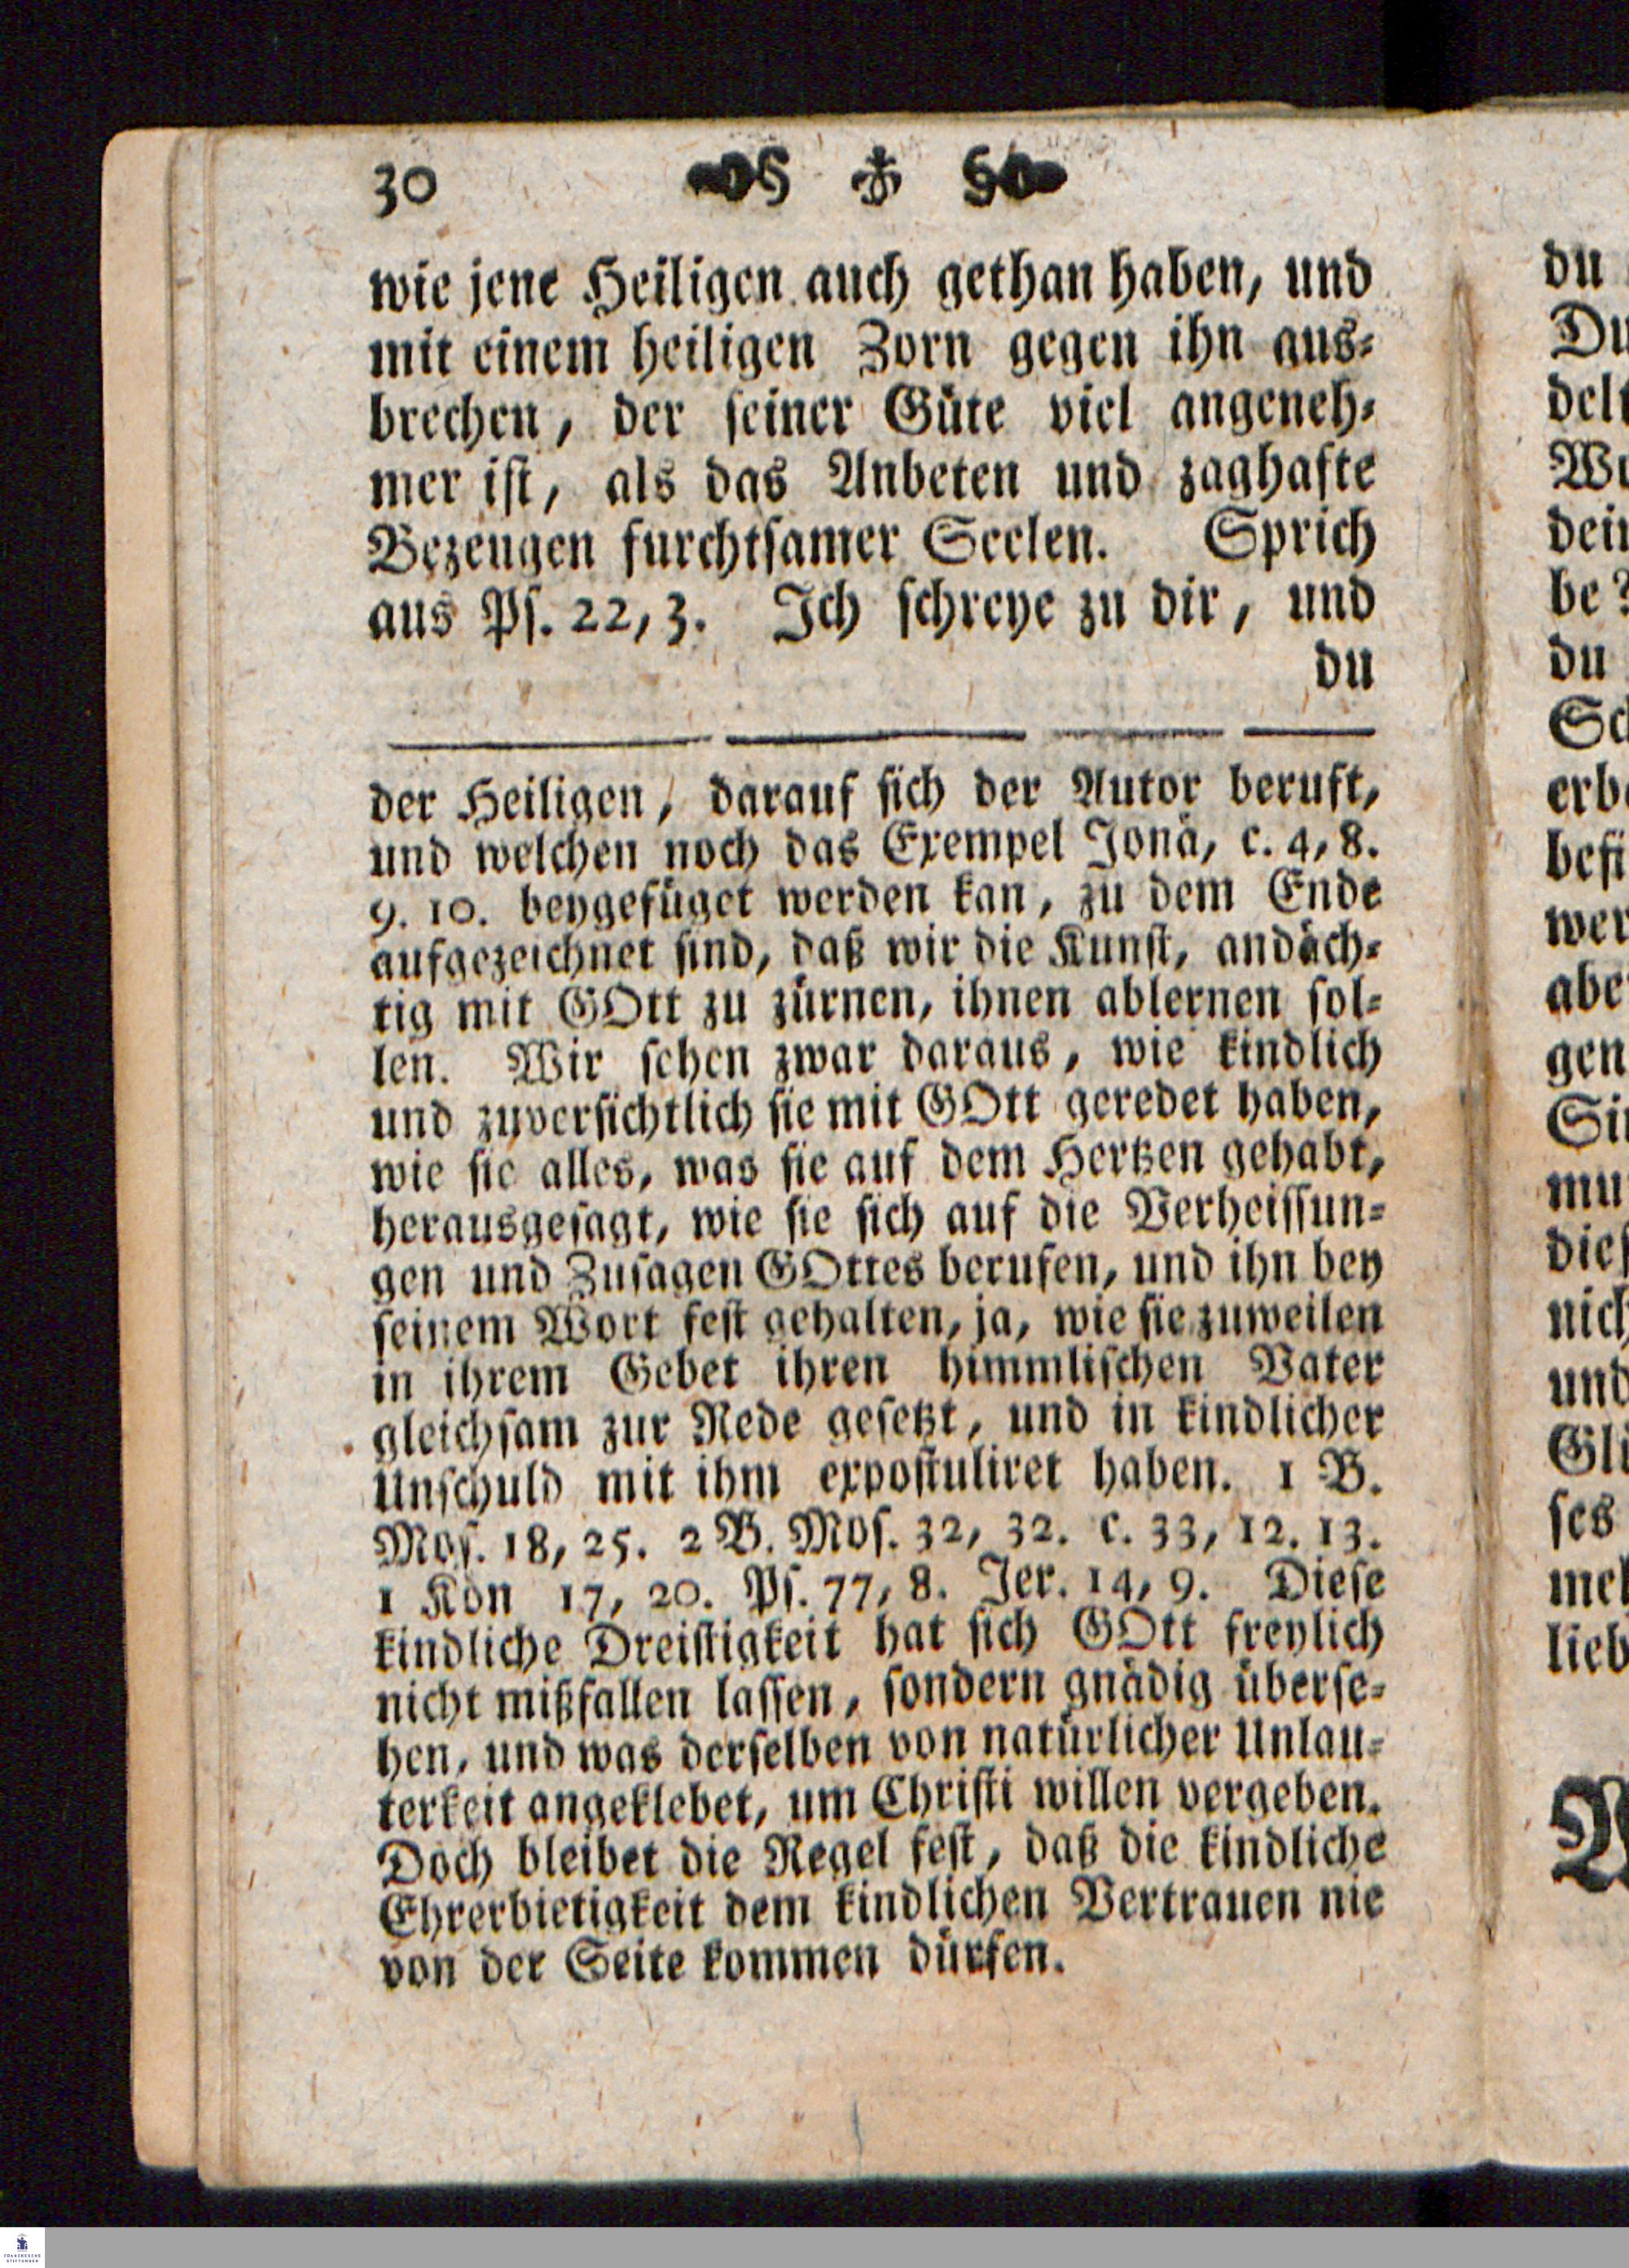 30
wie jene Heiligen auch gethan haben, und
mit einem heiligen Zorn gegen ihn aus-
brechen, der seiner Güte viel angeneh-
mer ist, als das Anbeten und zaghafte
Bezeugen furchtsamer Seelen. Sprich
aus Ps. 22, 3. Ich schreye zu dir, und
du
der Heiligen, darauf sich der Autor beruft,
und welchen noch das Exempel Jonä, c. 4, 8.
9. 10. beygefüget werden kan, zu dem Ende
aufgezeichnet sind, daß wir die Kunst, andäch-
tig mit GOtt zu zürnen, ihnen ablernen sol-
len. Wir sehen zwar daraus, wie kindlich
und zuversichtlich sie mit GOtt geredet haben,
wie sie alles, was sie auf dem Hertzen gehabt,
herausgesagt, wie sie sich auf die Verheissun-
gen und Zusagen GOttes berufen, und ihn bey
seinem Wort fest gehalten, ja, wie sie zuweilen
in ihrem Gebet ihren himmlischen Vater
gleichsam zur Rede gesetzt, und in kindlicher
Unschuld mit ihm expostuliret haben. 1 B.
Mos. 18, 25. 2 B. Mos. 32, 32. c. 33, 12. 13.
1 Kön 17, 20. Ps. 77, 8. Jer. 14, 9. Diese
kindliche Dreistigkeit hat sich GOtt freylich
nicht mißfallen lassen, sondern gnädig überse-
hen, und was derselben von natürlicher Unlau-
terkeit angeklebet, um Christi willen vergeben.
Doch bleibet die Regel fest, daß die kindliche
Ehrerbietigkeit dem kindlichen Vertrauen nie
von der Seite kommen dürfen.
du
Du
gen
nich
und
ses
FRANCKESCHE
STIFTUNGEN